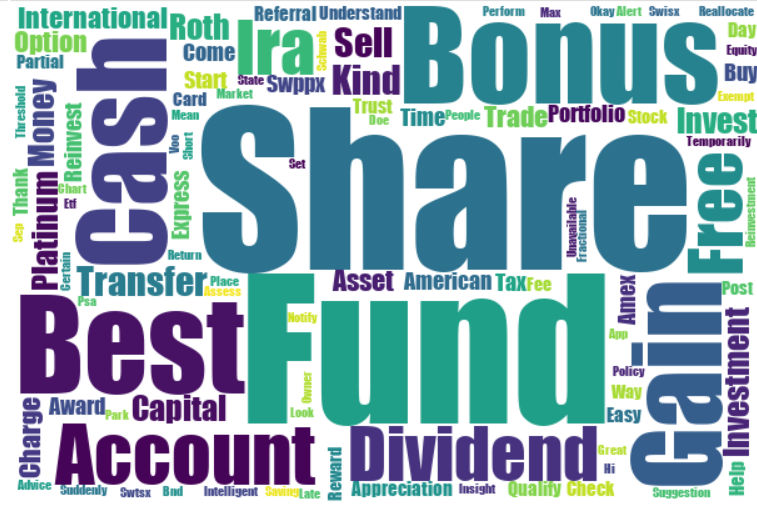 International
Roth
Referral
Understand
Perform
Max
Okay
Alert
Swisx
Reallocate
Option
Partial
Come
Ira
Schwab
Sell
Bonus
Day
Equity
Buy
Exempt
Cash
Start
State
Swppx
Kind
Card
Market
Mean
Trust
Doe
Time
People
Trade
Portfolio
Stock
Invest
Temporarily
Threshold
Money
Reinvest
Voo
Short
Share
Set
Free
Reinvestment
Thank
Chart
Etf
Platinum
Express
Sep
Certain
Return
Unavailable
Fractional
Transfer
Place
Assess
Asset
American
Tax
Fee
Amex
Post
Psa
Best
Fund
Notify
Owner
Look
App
Policy
Way
Easy
Gain
Investment
Charge
Award
Park
Capital
Account
Dividend
Great
Hi
Help
Advice
Suddenly
Swtsx
Bnd
Intelligent
Saving
Late
Reward
Appreciation
Insight
Qualify
Check
Suggestion